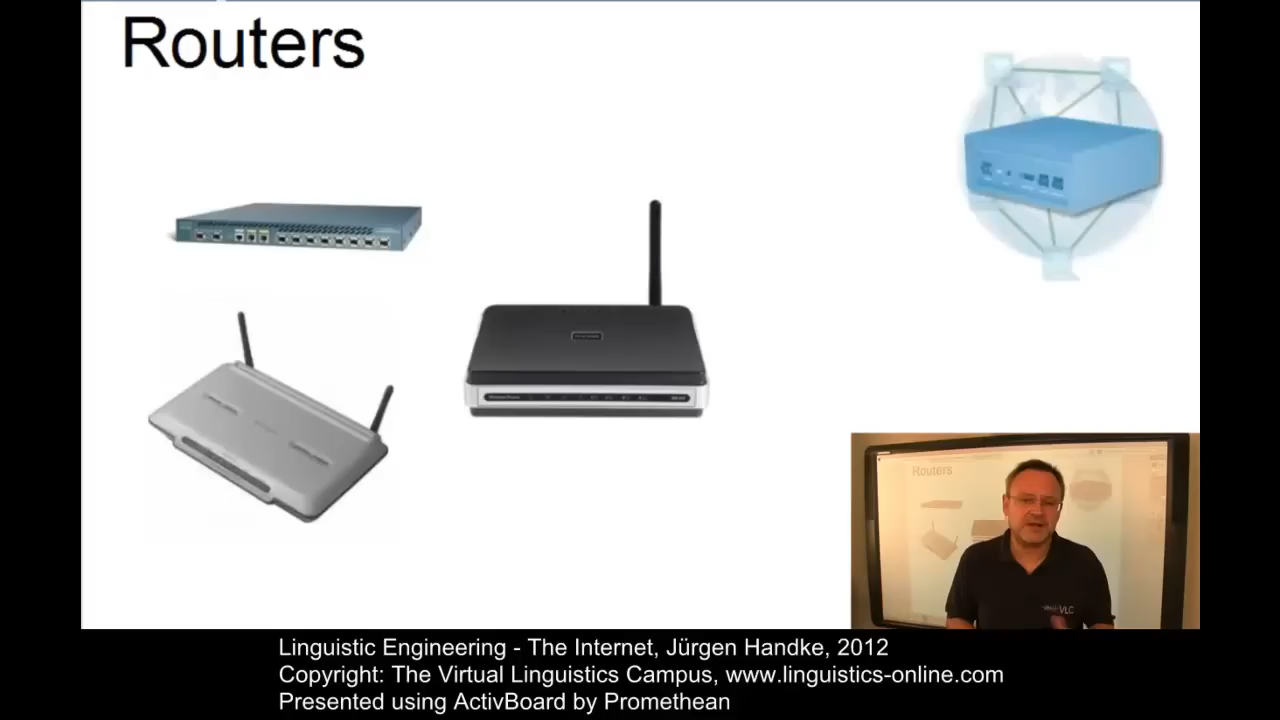 Routers
Routers
VLC
Linguistic Engineering - The Internet, Jürgen Handke, 2012
Copyright: The Virtual Linguistics Campus, www.linguistics-online.com
Presented using ActivBoard by Promethean